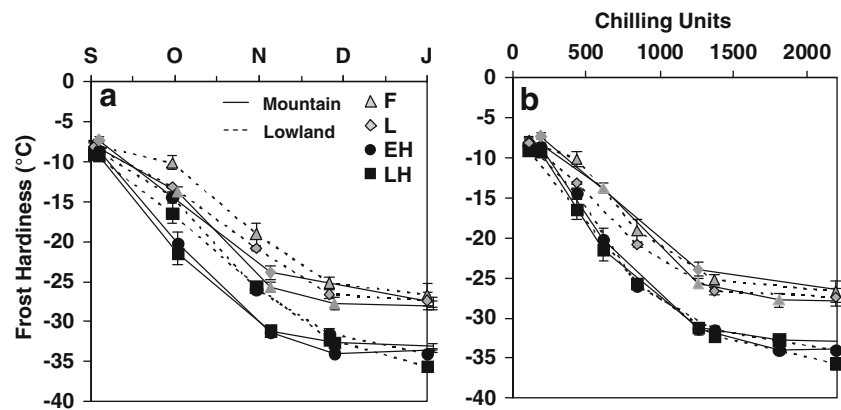 Chilling Units
S O N D J
0 500 1000 1500 2000
0 0
a Mountain F b
-5 Lowland L -5
EH
-10 LH -10
-15 -15
-20 -20
-25 -25
-30 -30
-35 -35
-40 -40
Frost Hardiness (°C)